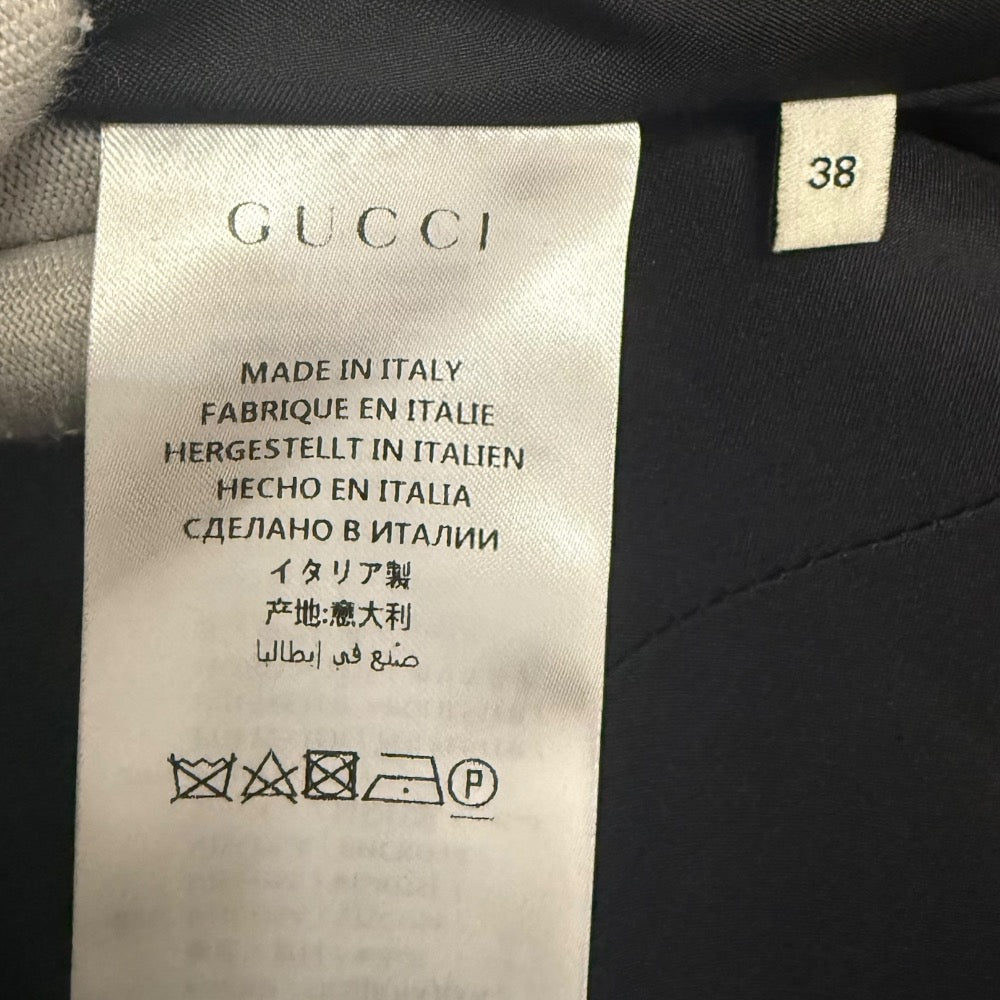 GUCCI
38
MADE IN ITALY
FABRIQUE EN ITALIE
HERGESTELLT IN ITALIEN
HECHO EN ITALIA
СДЕЛАНО В ИТАЛИИ
イタリア製
产地:意大利
صنع في إيطاليا
P